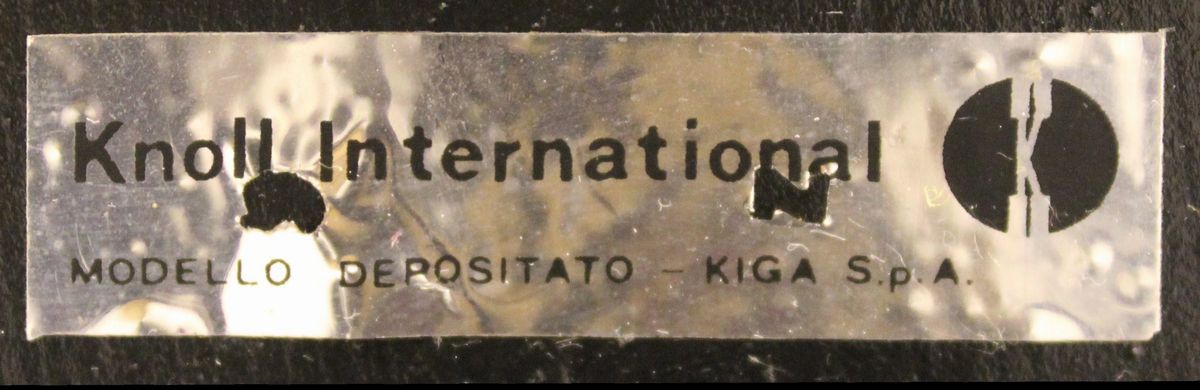 Knoll International K
MODELLO DEPOSITATO - KIGA S.p.A.